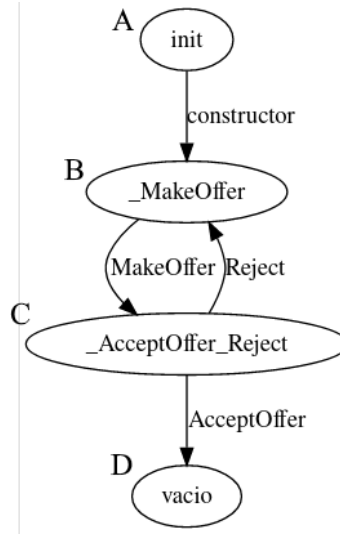 A
init
constructor
B
_MakeOffer
MakeOffer Reject
C
_AcceptOffer_Reject
AcceptOffer
D
vacio